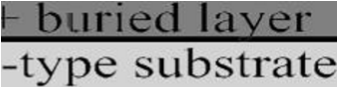 + buried layer
-type substrate